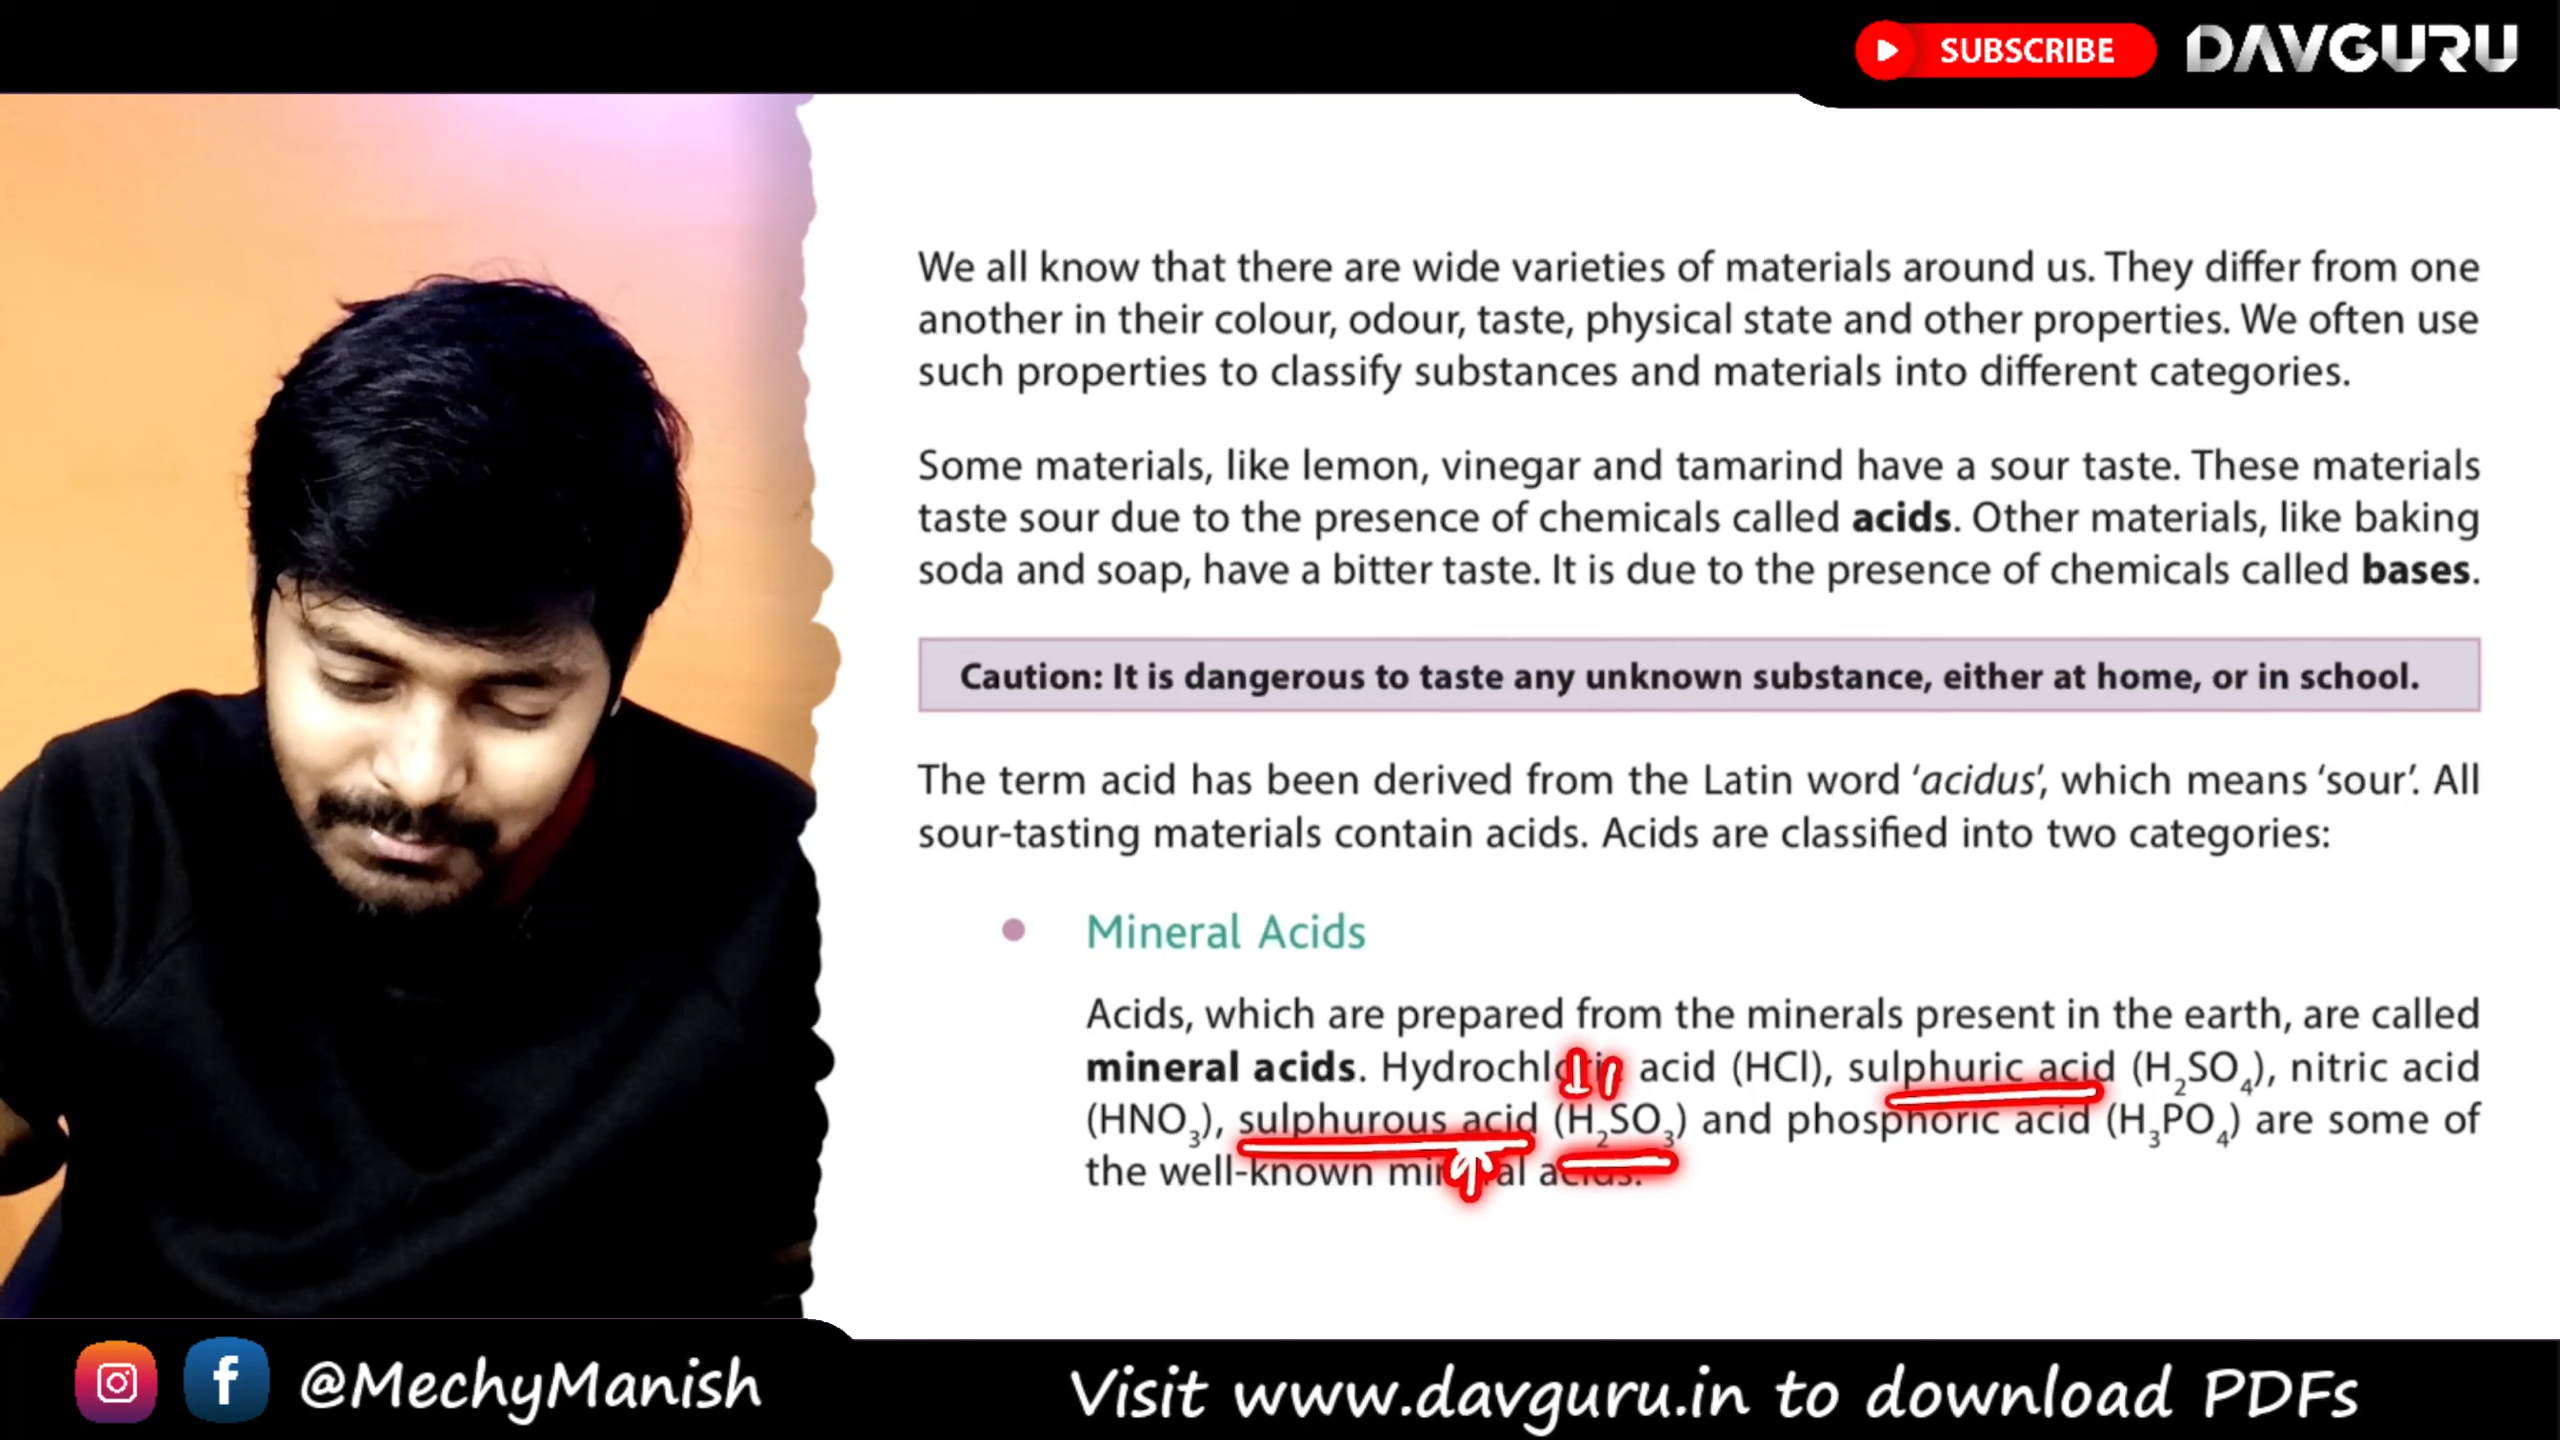 SUBSCRIBE DAVGURU
We all know that there are wide varieties of materials around us. They differ from one
another in their colour, odour, taste, physical state and other properties. We often use
such properties to classify substances and materials into different categories.
Some materials, like lemon, vinegar and tamarind have a sour taste. These materials
taste sour due to the presence of chemicals called acids. Other materials, like baking
soda and soap, have a bitter taste. It is due to the presence of chemicals called bases.
Caution: It is dangerous to taste any unknown substance, either at home, or in school.
The term acid has been derived from the Latin word ‘acidus’, which means ‘sour’. All
sour-tasting materials contain acids. Acids are classified into two categories:
• Mineral Acids
Acids, which are prepared from the minerals present in the earth, are called
mineral acids. Hydrochloric acid (HCl), sulphuric acid (H₂SO₄), nitric acid
(HNO₃), sulphurous acid (H₂SO₃) and phosphoric acid (H₃PO₄) are some of
the well-known mineral acids.
@MechyManish
Visit www.davguru.in to download PDFs